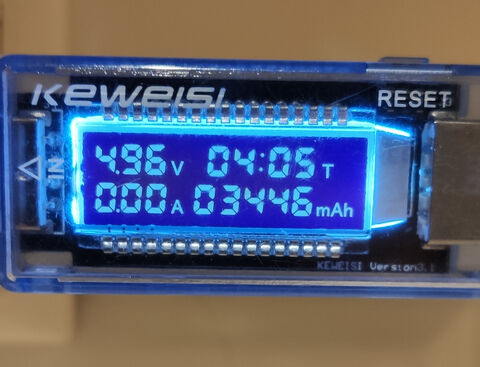 KEWEISI
RESET
IN
4.96 V 04:05 T
0.00 A 03446 mAh
KEWEISI Version3.1